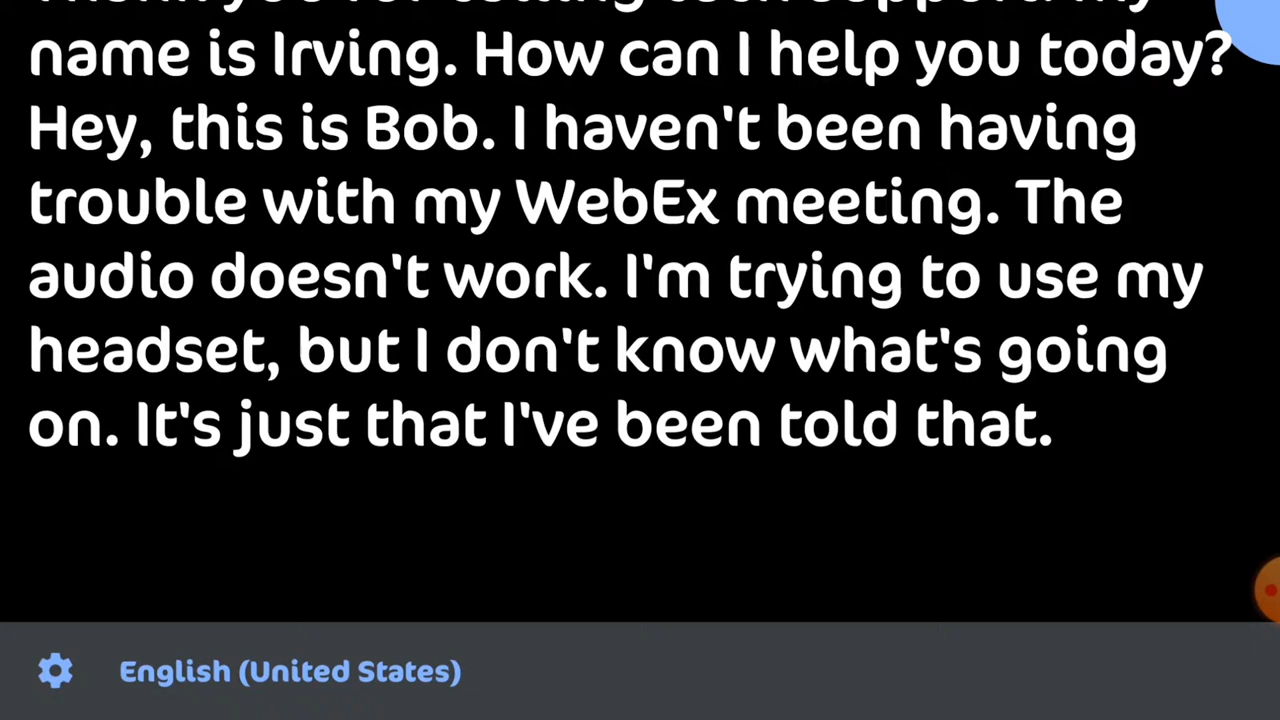 name is Irving. How can I help you today?
Hey, this is Bob. I haven't been having
trouble with my WebEx meeting. The
audio doesn't work. I'm trying to use my
headset, but I don't know what's going
on. It's just that I've been told that.
English (United States)